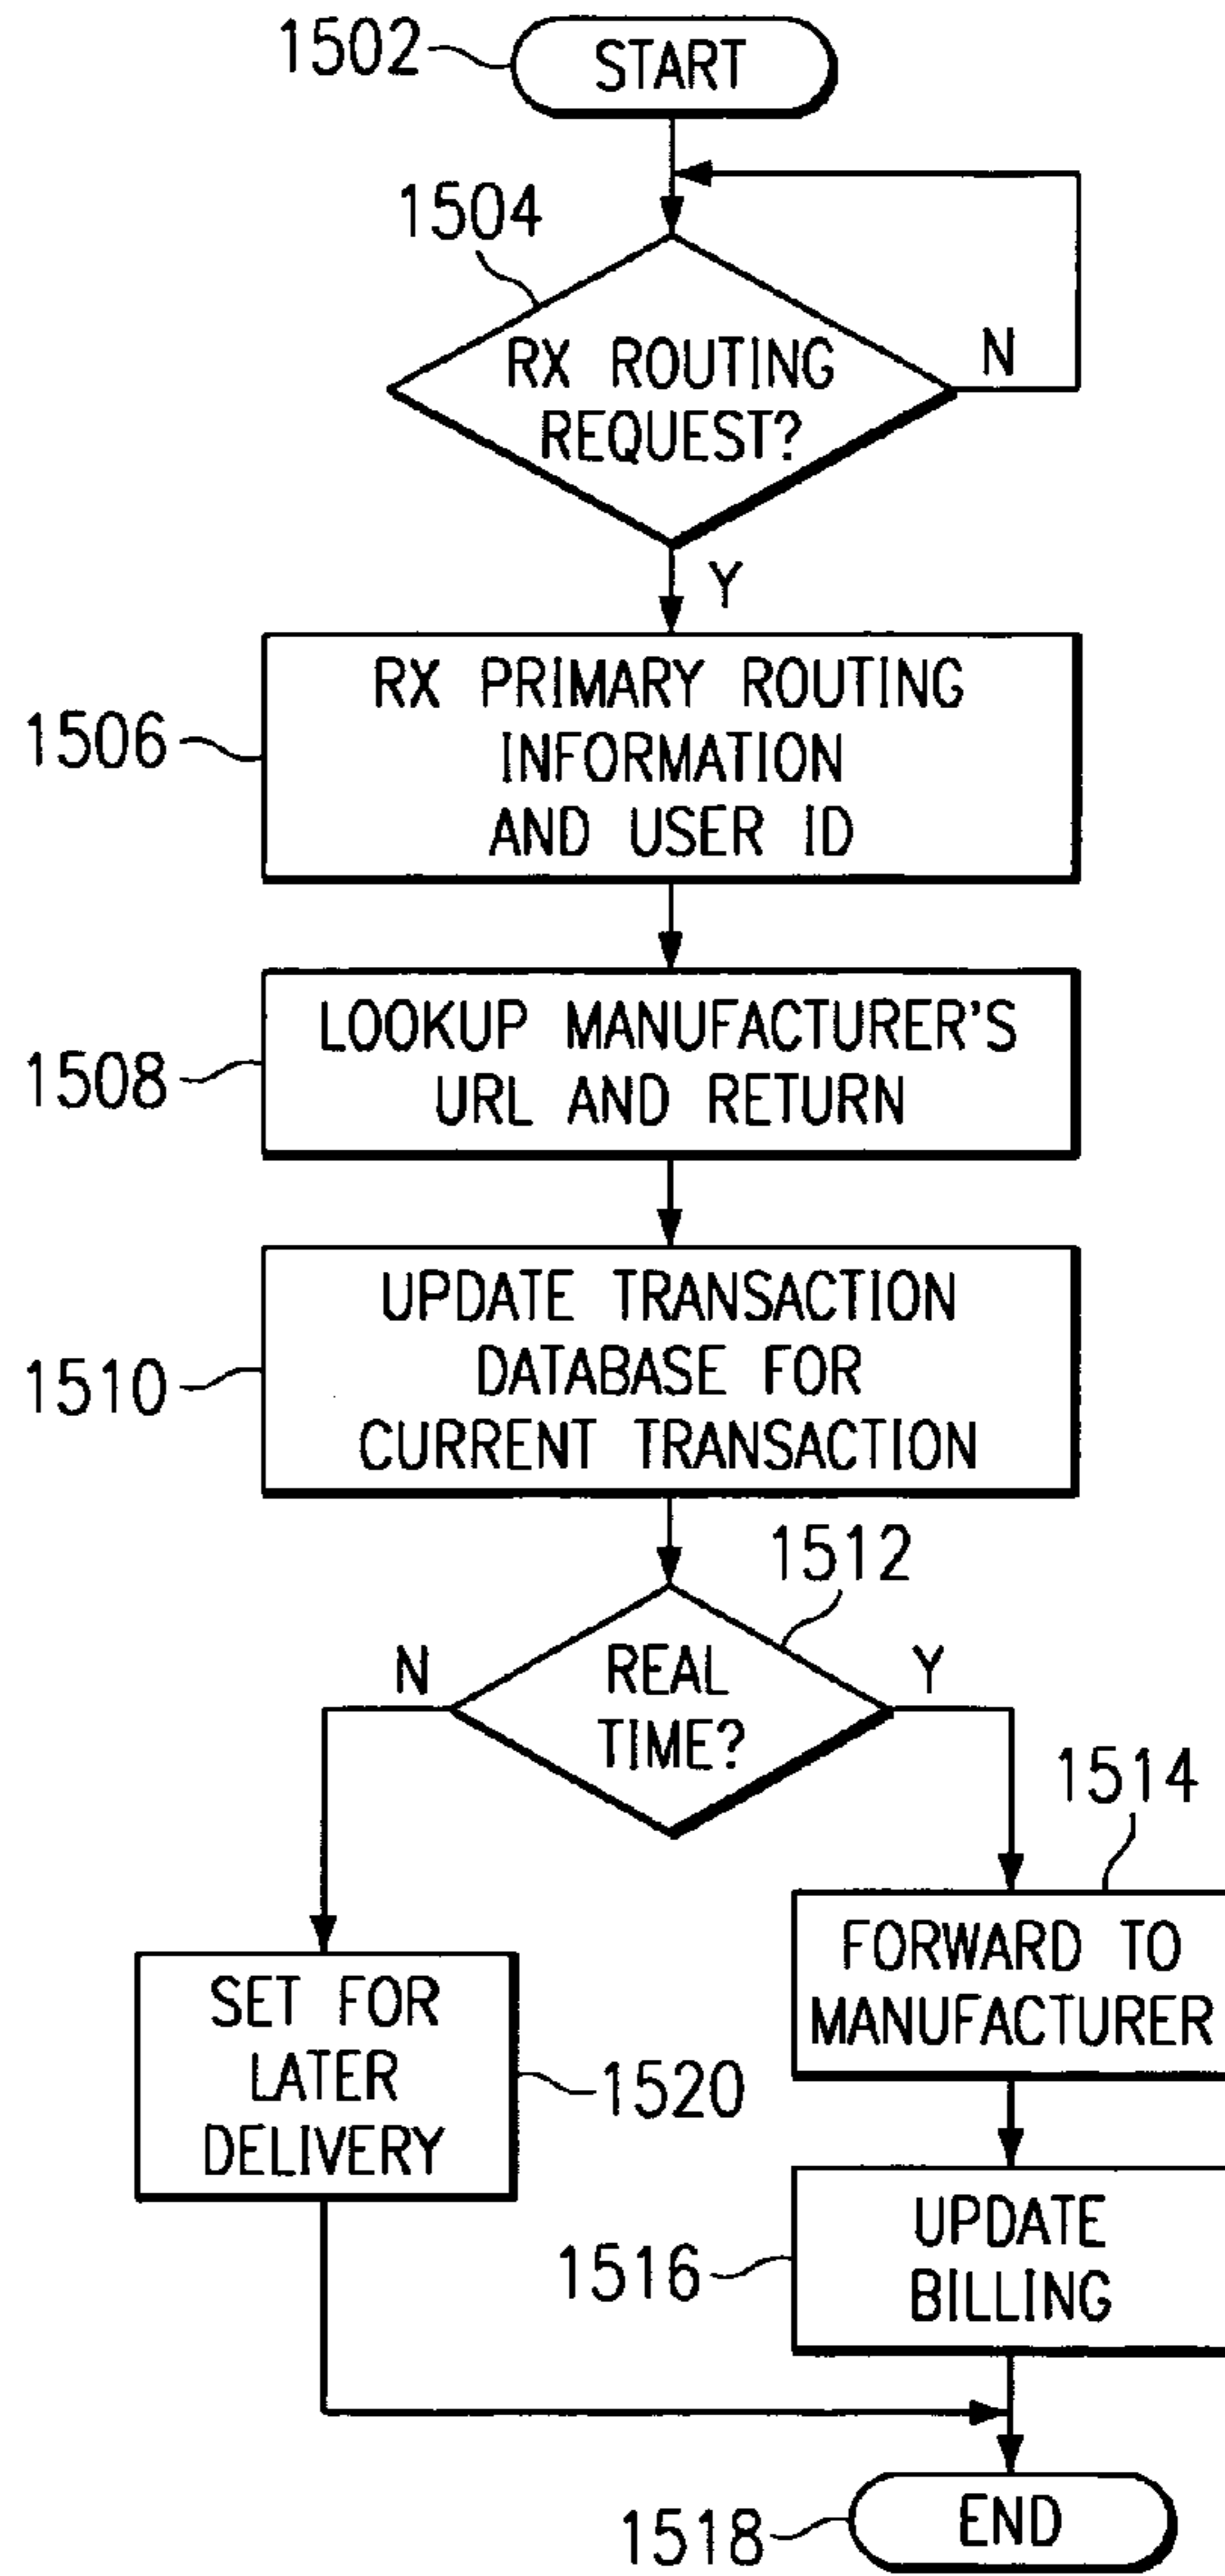 1502
START
1504
RX ROUTING
REQUEST?
N
Y
1506
RX PRIMARY ROUTING
INFORMATION
AND USER ID
1508
LOOKUP MANUFACTURER'S
URL AND RETURN
1510
UPDATE TRANSACTION
DATABASE FOR
CURRENT TRANSACTION
1512
N
REAL
TIME?
Y
1514
FORWARD TO
MANUFACTURER
SET FOR
LATER
DELIVERY
1520
1516
UPDATE
BILLING
1518
END